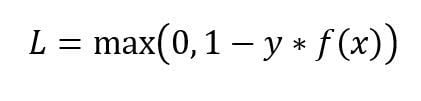 L = max(0, 1 − y ∗ f(x))